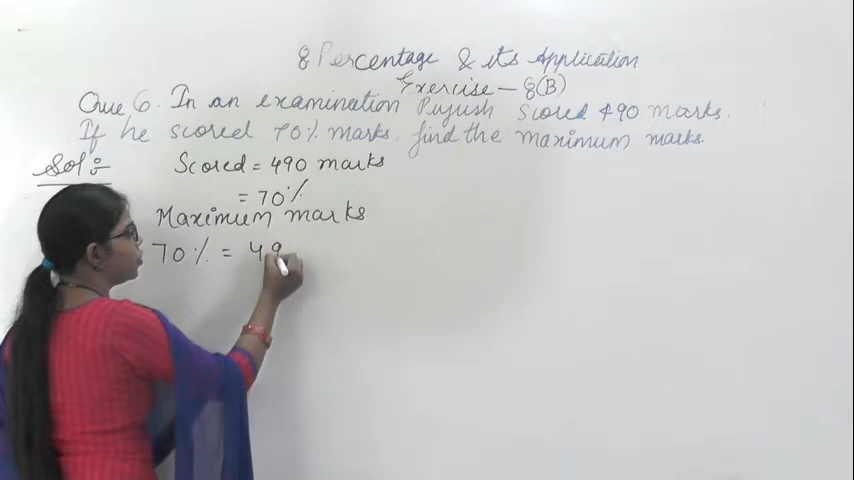 8 Percentage & its Application
Exercise - 8(B)
Que 6. In an examination Piyush scored 490 marks.
If he scored 70% marks, find the maximum marks.
Sol:
Scored = 490 marks
= 70%
Maximum marks
70% = 49